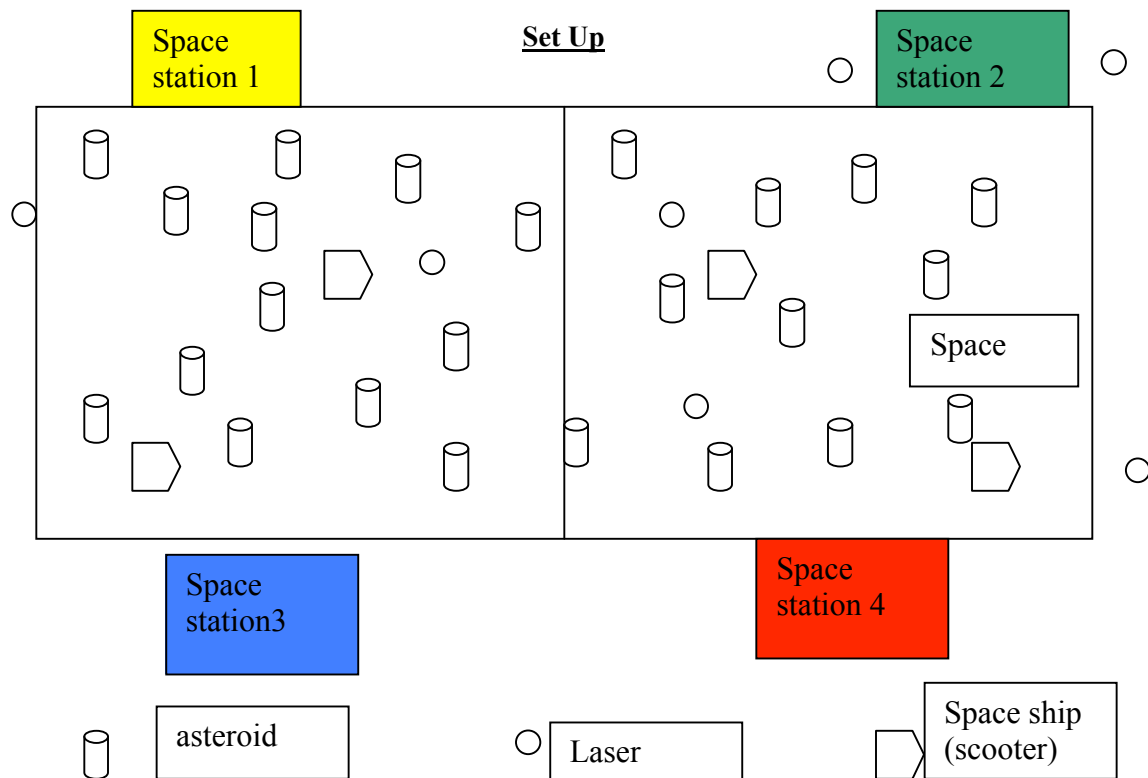 Set Up
Space
station 1
Space
station 2
Space
Space
station3
Space
station 4
asteroid
Laser
Space ship
(scooter)